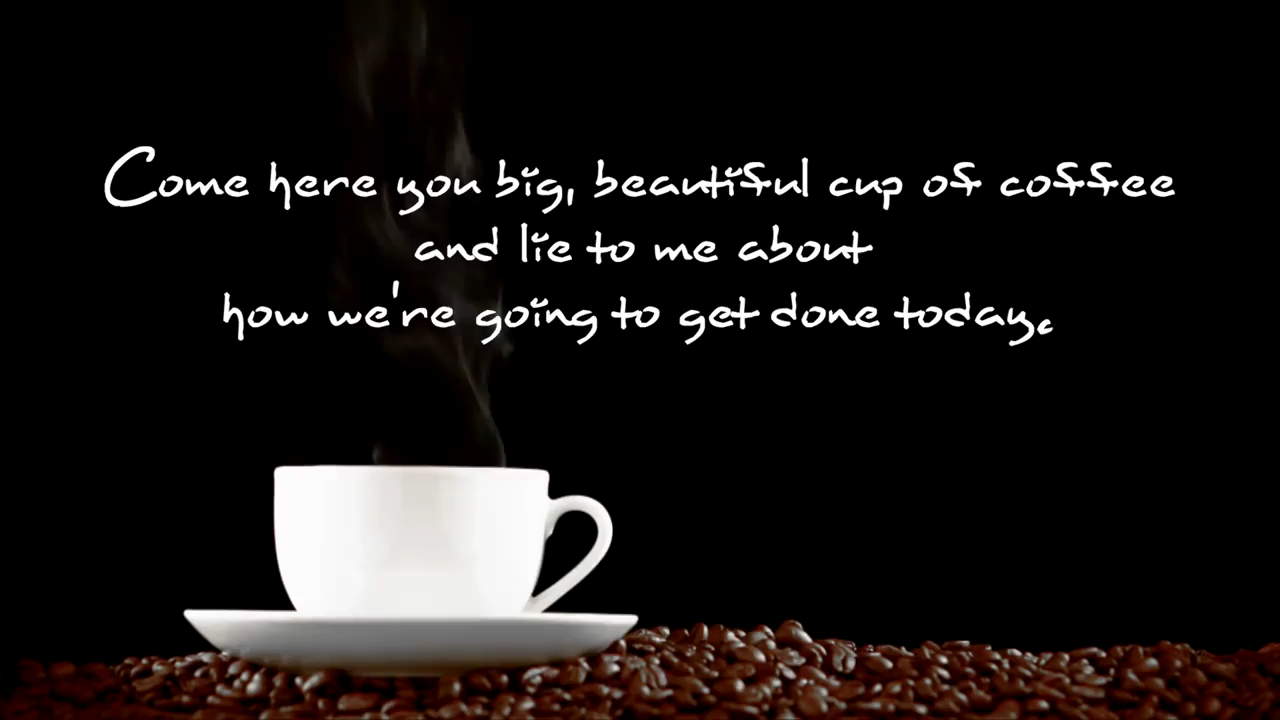 Come here you big, beautiful cup of coffee
and lie to me about
how we're going to get done today.